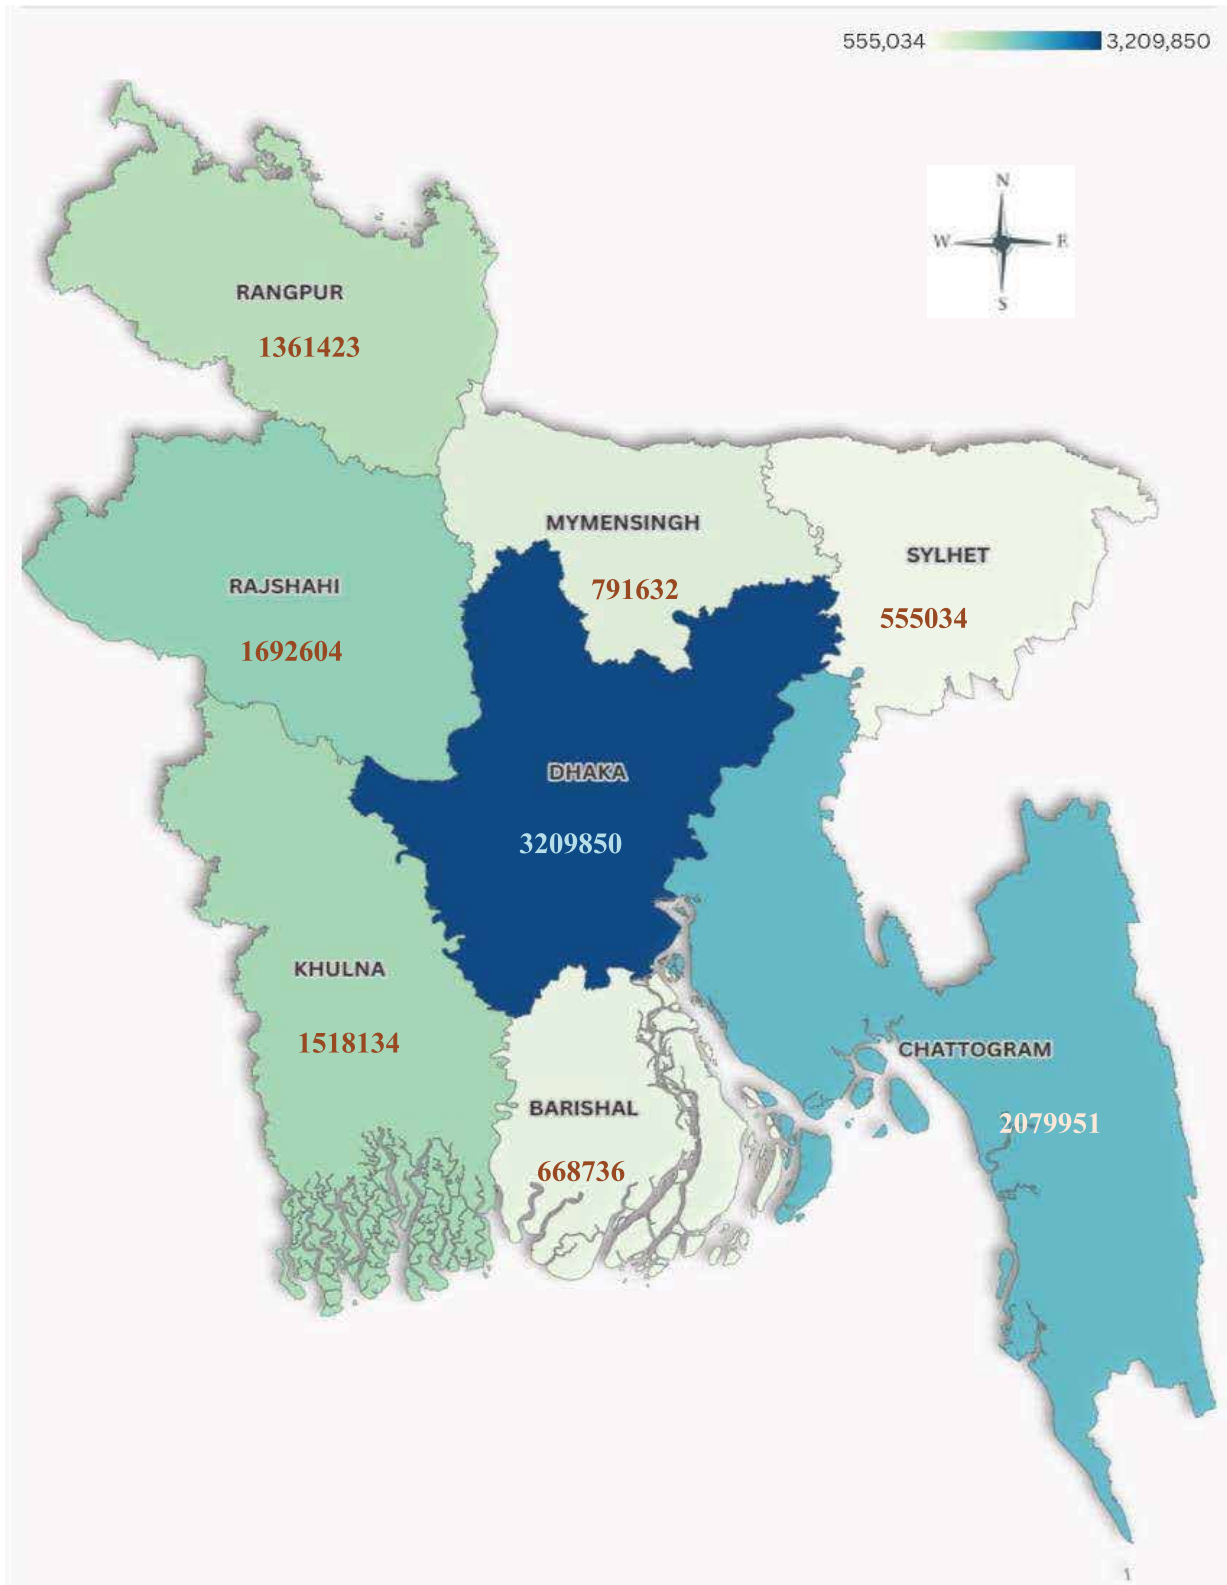 555,034 3,209,850
N
W E
S
RANGPUR
1361423
MYMENSINGH
791632
SYLHET
555034
RAJSHAHI
1692604
DHAKA
3209850
KHULNA
1518134
CHATTOGRAM
2079951
BARISHAL
668736